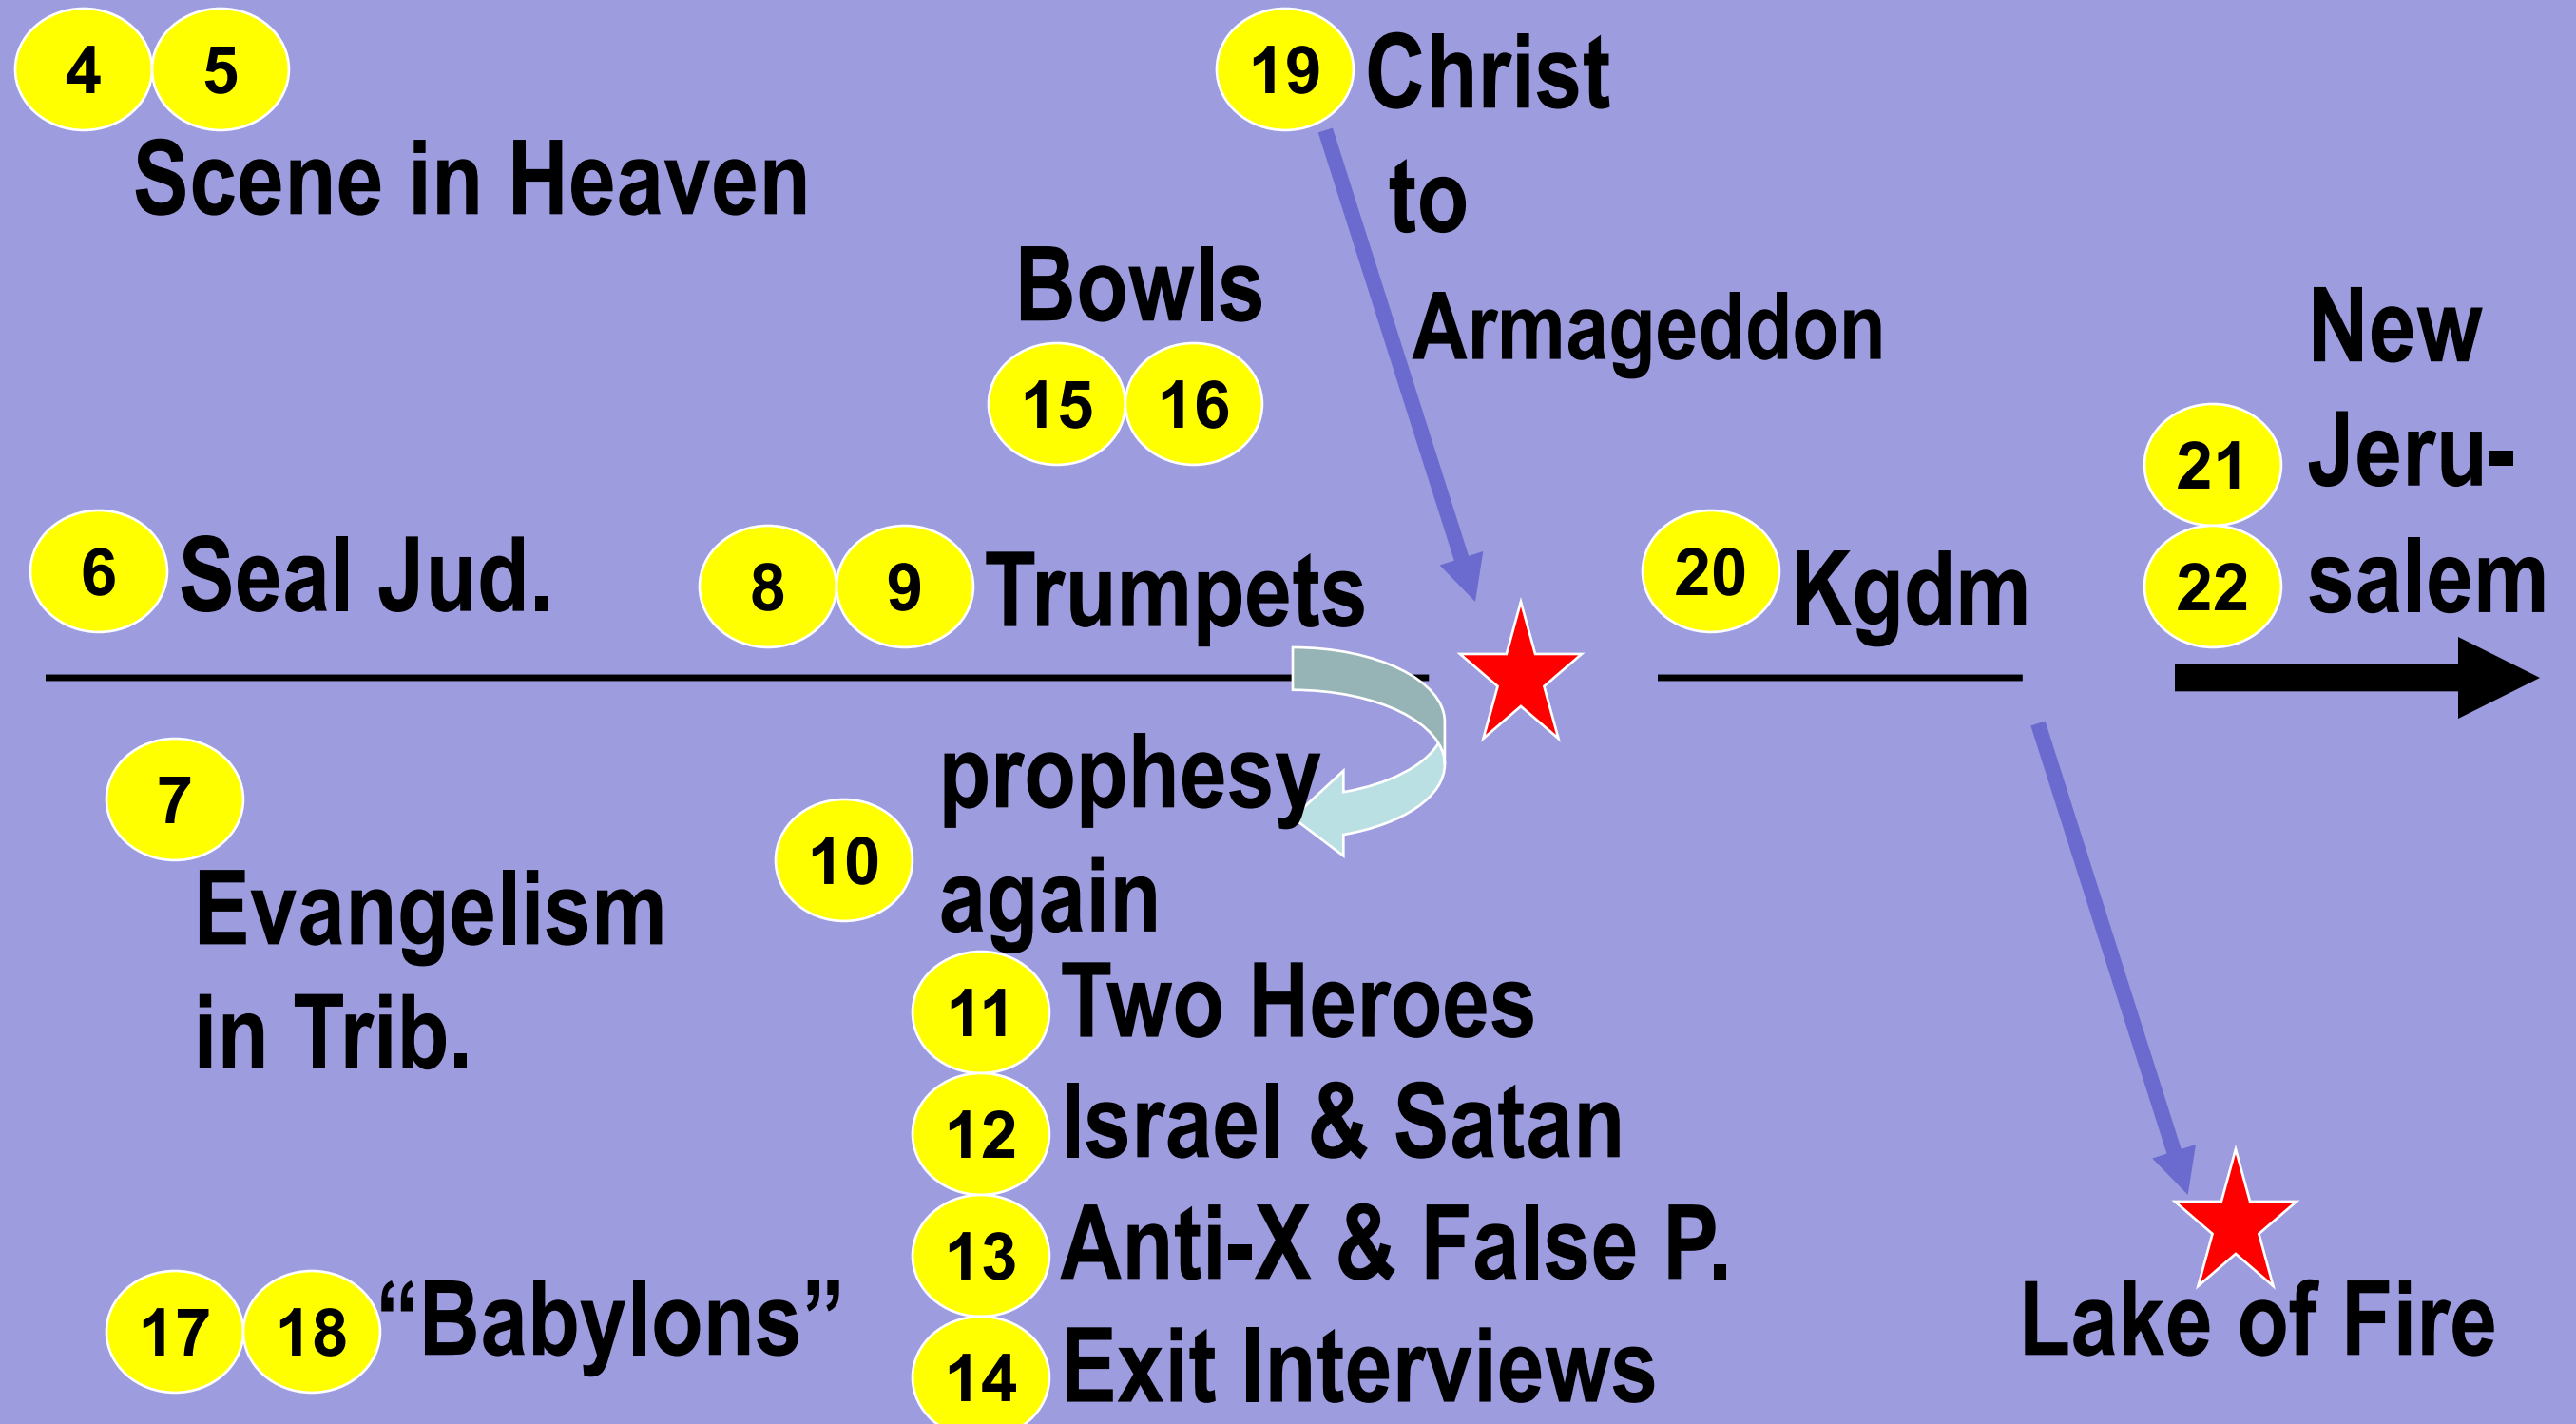 4 5
Scene in Heaven
19 Christ
to
Armageddon
Bowls
15 16
6 Seal Jud.
8 9 Trumpets
20 Kgdm
New
21 Jeru-
22 salem
7
Evangelism
in Trib.
10 prophesy
again
11 Two Heroes
12 Israel & Satan
13 Anti-X & False P.
14 Exit Interviews
17 18 “Babylons”
Lake of Fire